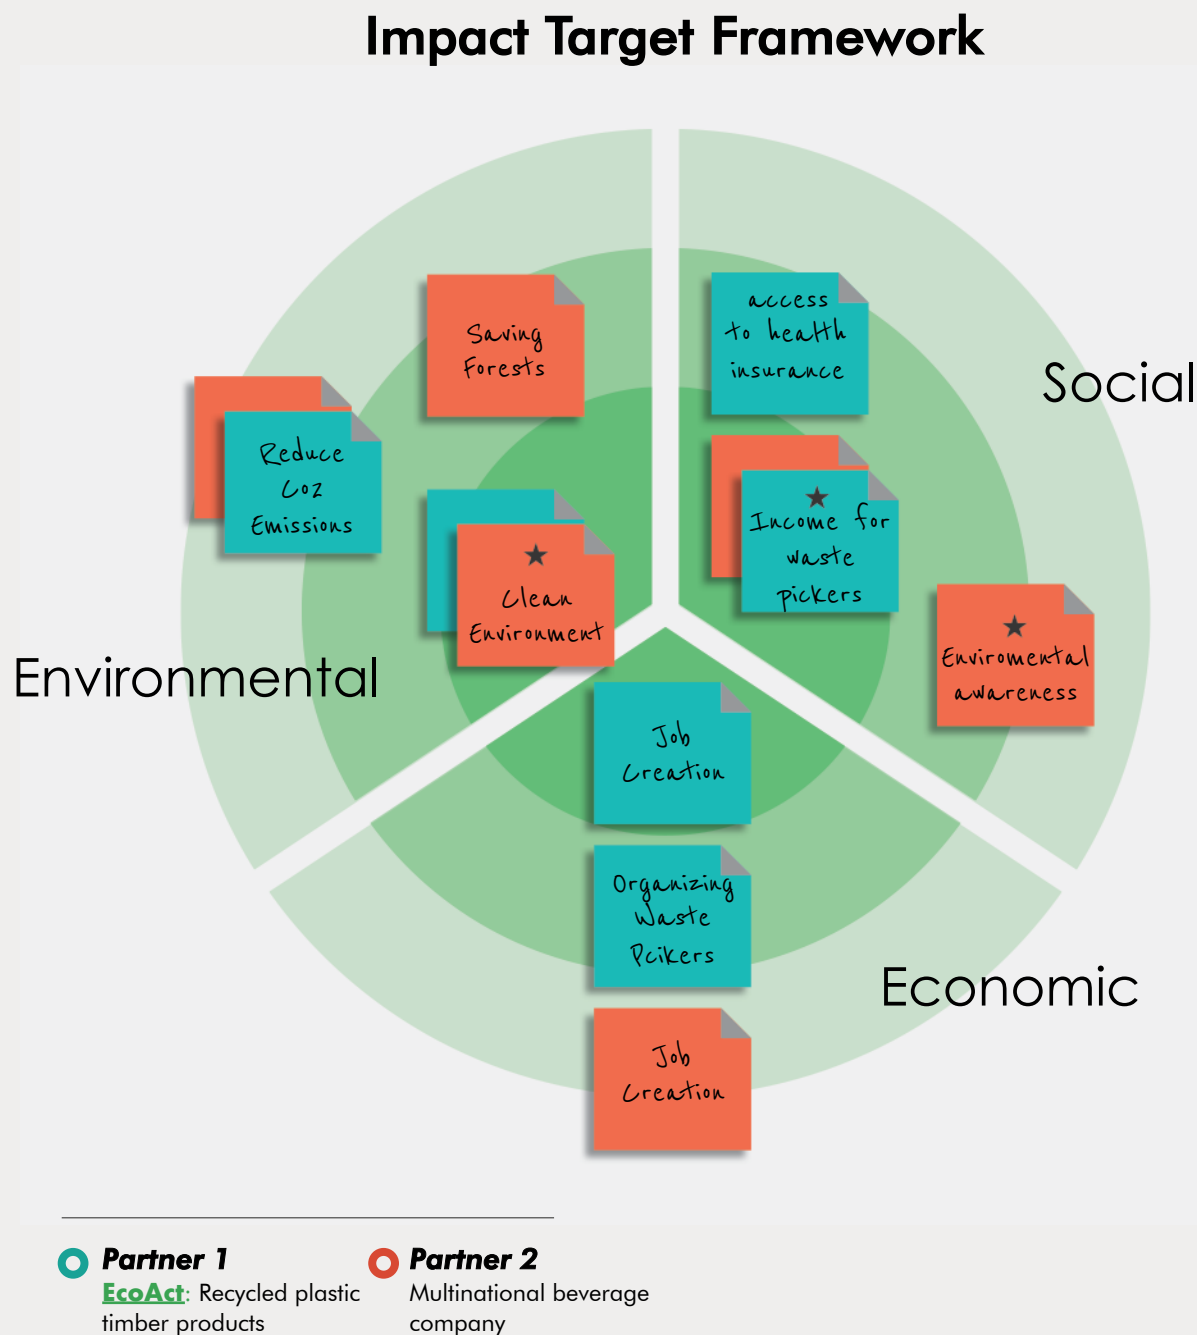 Impact Target Framework
Saving
Forests
access
to health
insurance
Social
Reduce
Co2
Emissions
★
Income for
waste
pickers
★
Clean
Environment
★
Enviromental
awareness
Environmental
Job
Creation
Organizing
Waste
Pcikers
Economic
Job
Creation
Partner 1
EcoAct: Recycled plastic
timber products
Partner 2
Multinational beverage
company